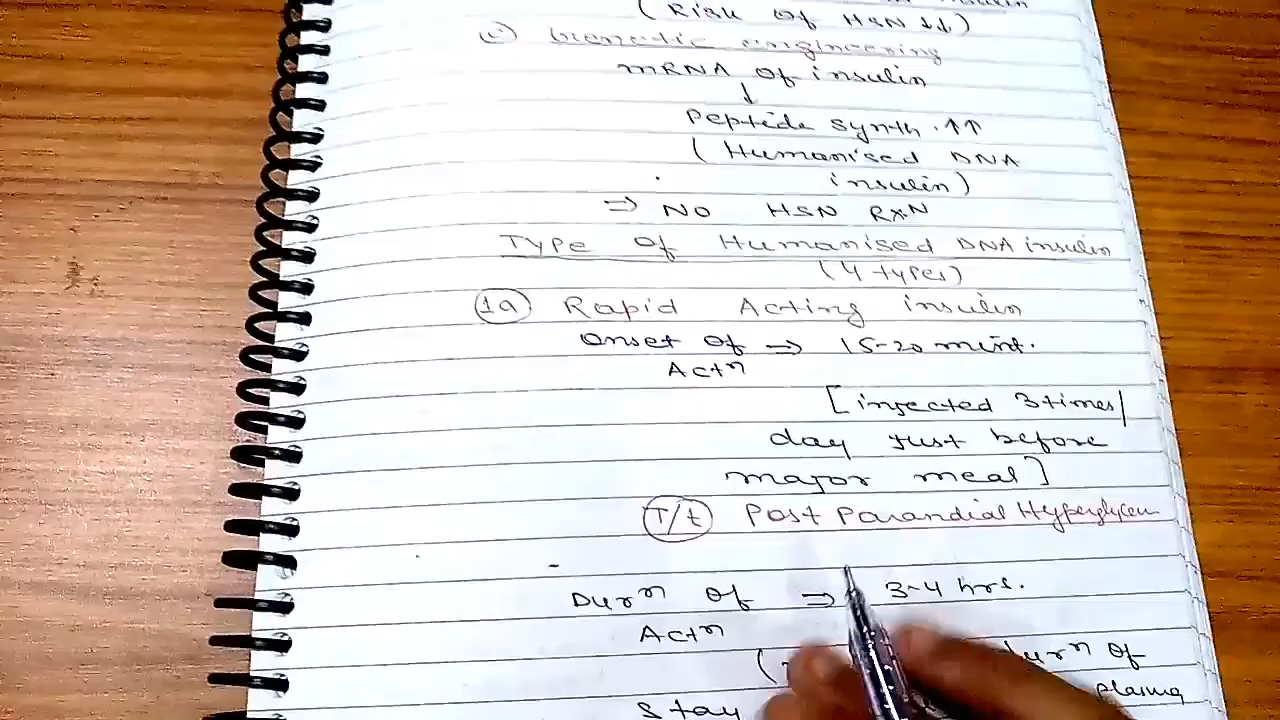 (Risk of HSN ↓↓)
c) Genetic engineering
mRNA of insulin
↓
Peptide synth. ↑↑
(Humanised DNA
insulin)
⇒ NO HSN RXN
Type of Humanised DNA insulin
(4 types)
1a Rapid Acting insulin
Onset of ⇒ 15-20 mint.
Actⁿ
[injected 3 times/
day just before
major meal]
T/t Post Parandial Hyperglycem
Durⁿ of ⇒ 3-4 hrs.
Actⁿ
( durⁿ of
Stay plasma